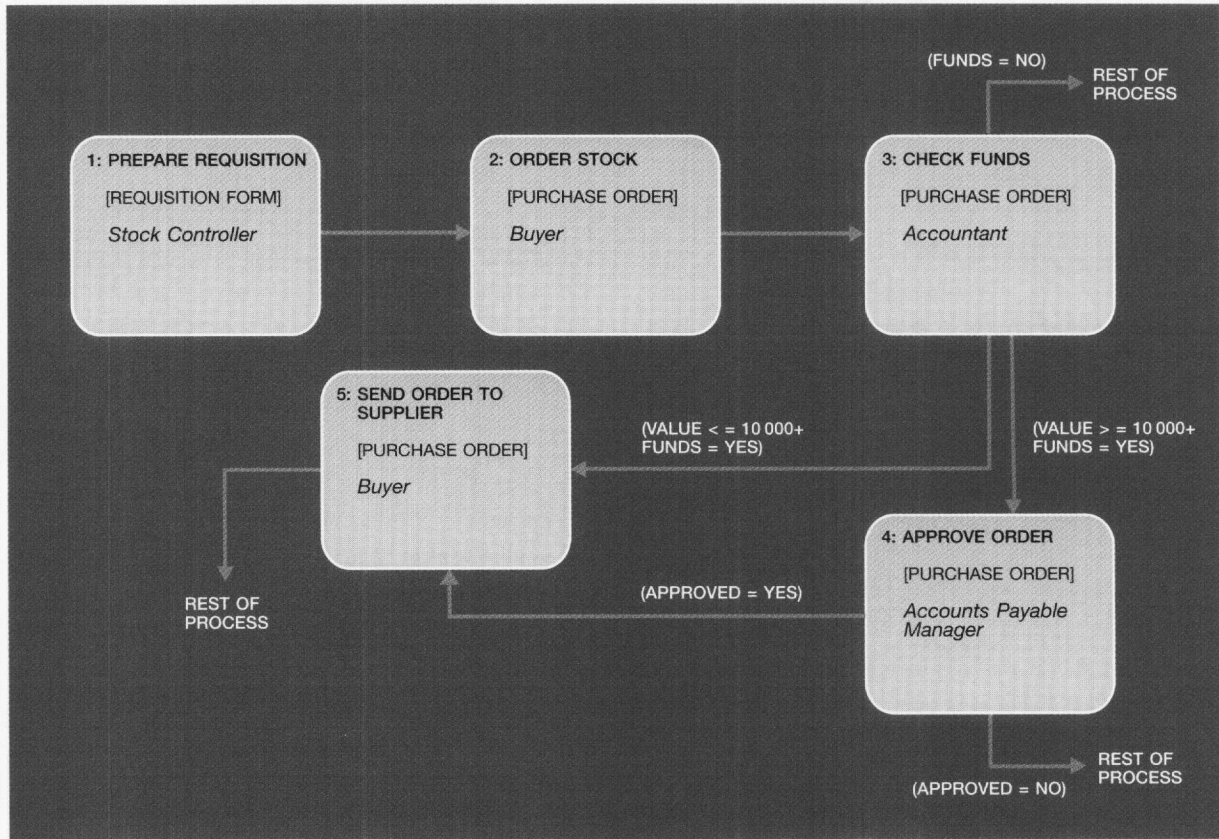 (FUNDS = NO)
REST OF
PROCESS
1: PREPARE REQUISITION
[REQUISITION FORM]
Stock Controller
2: ORDER STOCK
[PURCHASE ORDER]
Buyer
3: CHECK FUNDS
[PURCHASE ORDER]
Accountant
5: SEND ORDER TO
SUPPLIER
[PURCHASE ORDER]
Buyer
(VALUE < = 10 000+
FUNDS = YES)
(VALUE > = 10 000+
FUNDS = YES)
4: APPROVE ORDER
[PURCHASE ORDER]
Accounts Payable
Manager
(APPROVED = YES)
REST OF
PROCESS
(APPROVED = NO)
REST OF
PROCESS